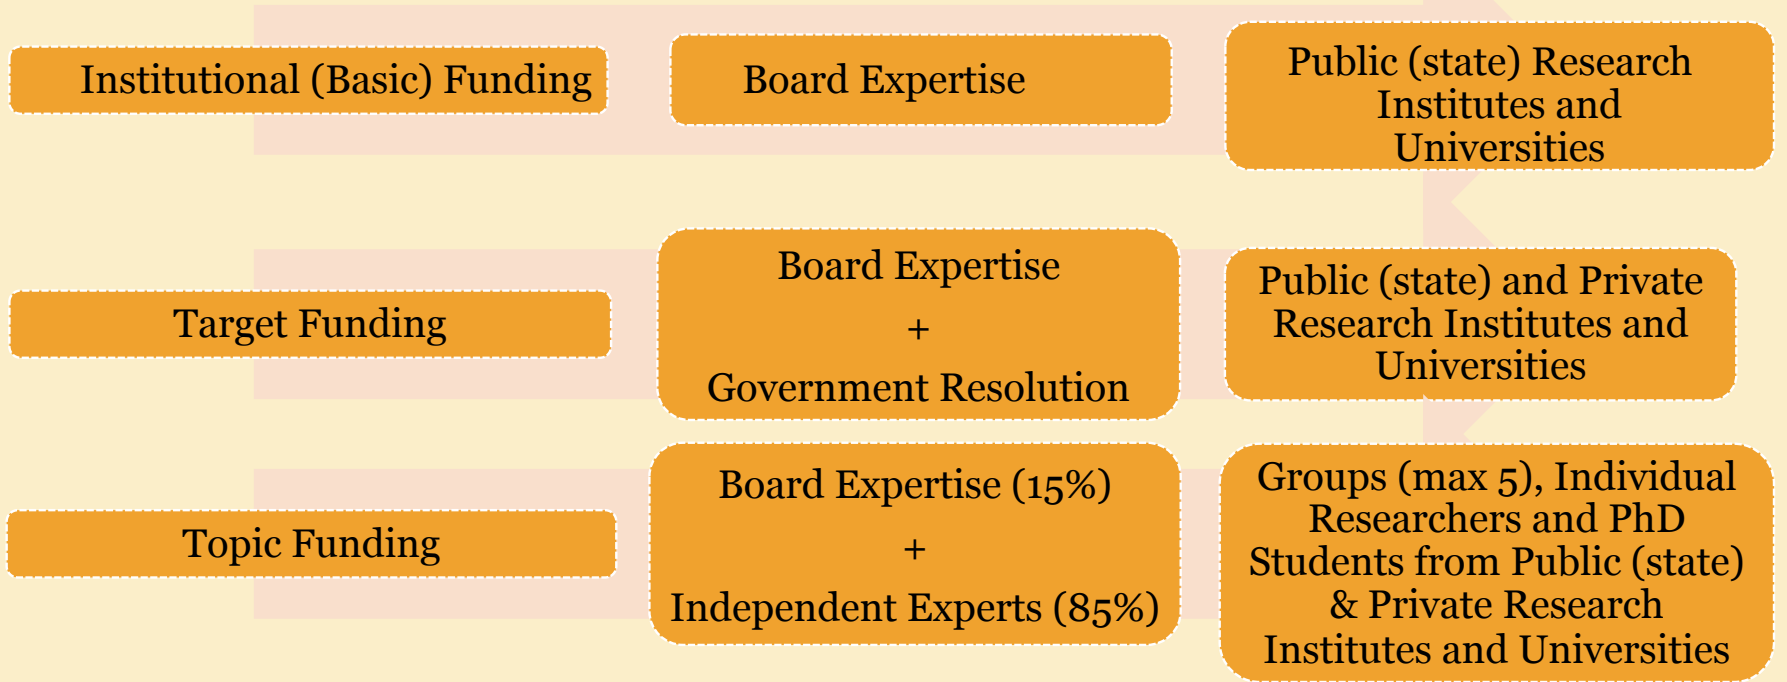 Institutional (Basic) Funding
Board Expertise
Public (state) Research
Institutes and
Universities
Target Funding
Board Expertise
+
Government Resolution
Public (state) and Private
Research Institutes and
Universities
Topic Funding
Board Expertise (15%)
+
Independent Experts (85%)
Groups (max 5), Individual
Researchers and PhD
Students from Public (state)
& Private Research
Institutes and Universities